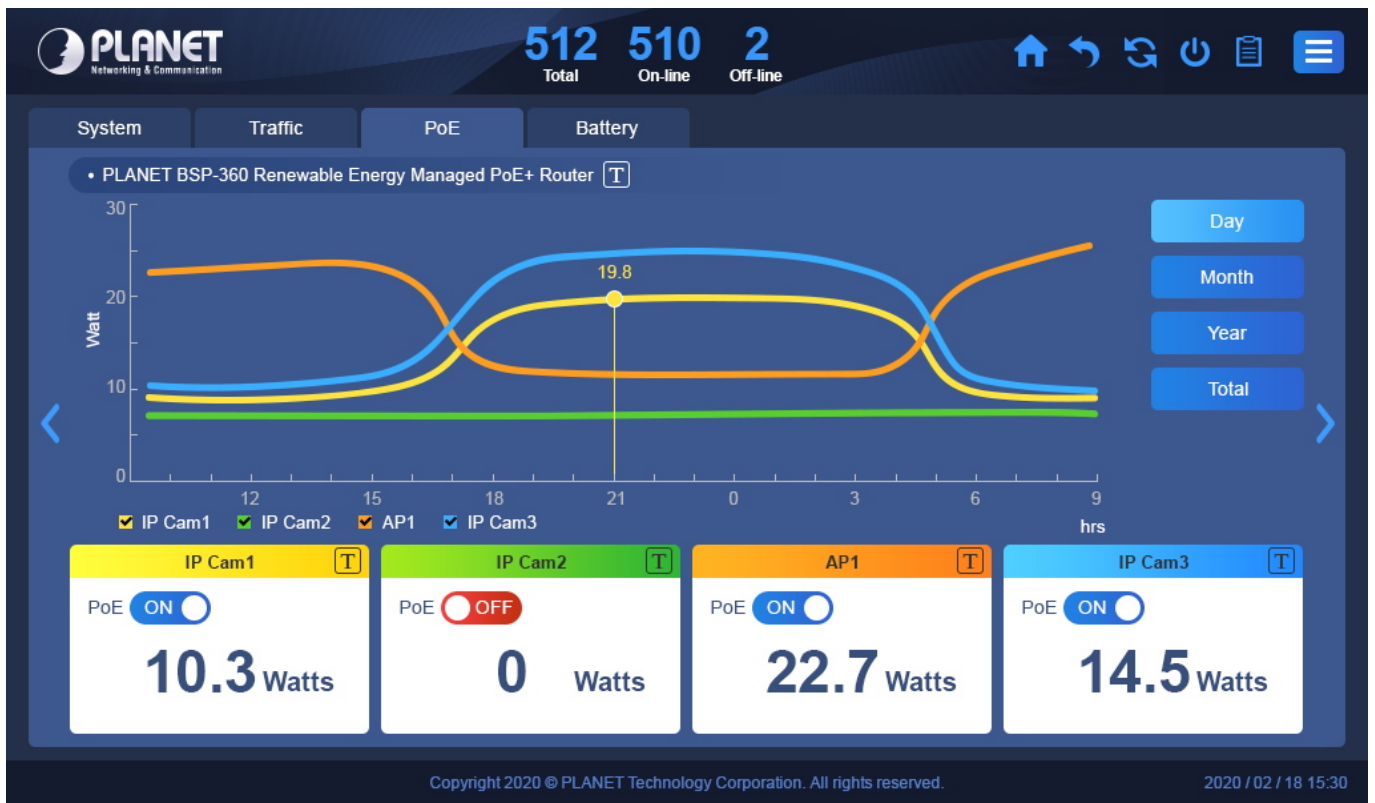 PLANET
Networking & Communication
512 510 2
Total On-line Off-line
System Traffic PoE Battery
• PLANET BSP-360 Renewable Energy Managed PoE+ Router T
30
20
10
0
Watt
19.8
12 15 18 21 0 3 6 9
hrs
Day
Month
Year
Total
IP Cam1 IP Cam2 AP1 IP Cam3
IP Cam1 T
PoE ON
10.3 Watts
IP Cam2 T
PoE OFF
0 Watts
AP1 T
PoE ON
22.7 Watts
IP Cam3 T
PoE ON
14.5 Watts
Copyright 2020 © PLANET Technology Corporation. All rights reserved.
2020 / 02 / 18 15:30